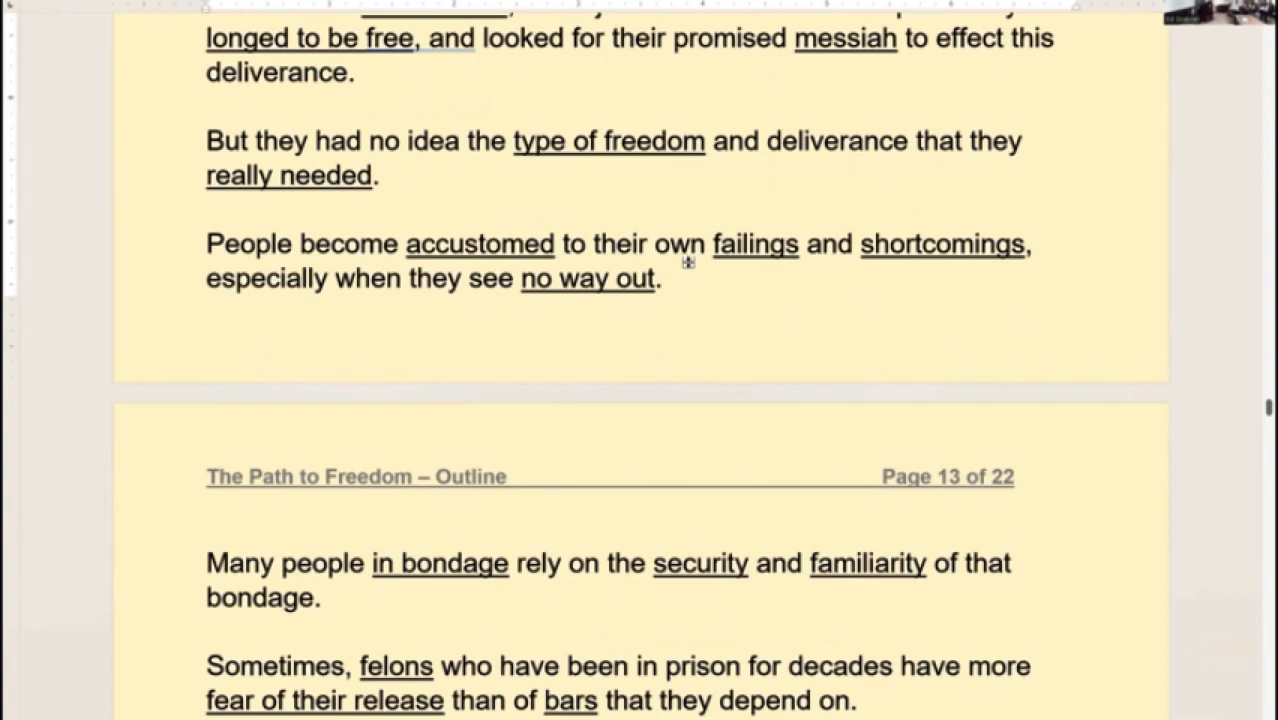 longed to be free, and looked for their promised messiah to effect this
deliverance.
But they had no idea the type of freedom and deliverance that they
really needed.
People become accustomed to their own failings and shortcomings,
especially when they see no way out.
The Path to Freedom – Outline Page 13 of 22
Many people in bondage rely on the security and familiarity of that
bondage.
Sometimes, felons who have been in prison for decades have more
fear of their release than of bars that they depend on.